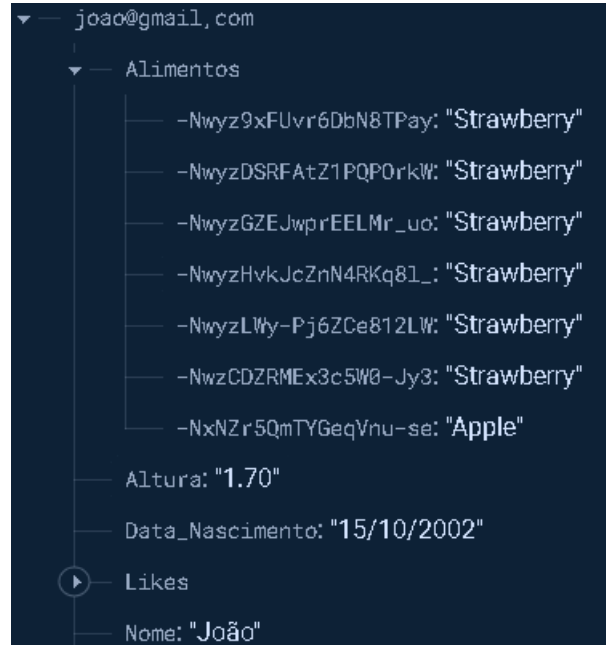 joao@gmail,com
Alimentos
-Nwyz9xFUvr6DbN8TPay: "Strawberry"
-NwyzDSRFAtZ1PQPOrkW: "Strawberry"
-NwyzGZEJwprEELMr_uo: "Strawberry"
-NwyzHvkJcZnN4RKq8l_: "Strawberry"
-NwyzLWy-Pj6ZCe812LW: "Strawberry"
-NwzCDZRMEx3c5W0-Jy3: "Strawberry"
-NxNZr5QmTYGeqVnu-se: "Apple"
Altura: "1.70"
Data_Nascimento: "15/10/2002"
Likes
Nome: "João"